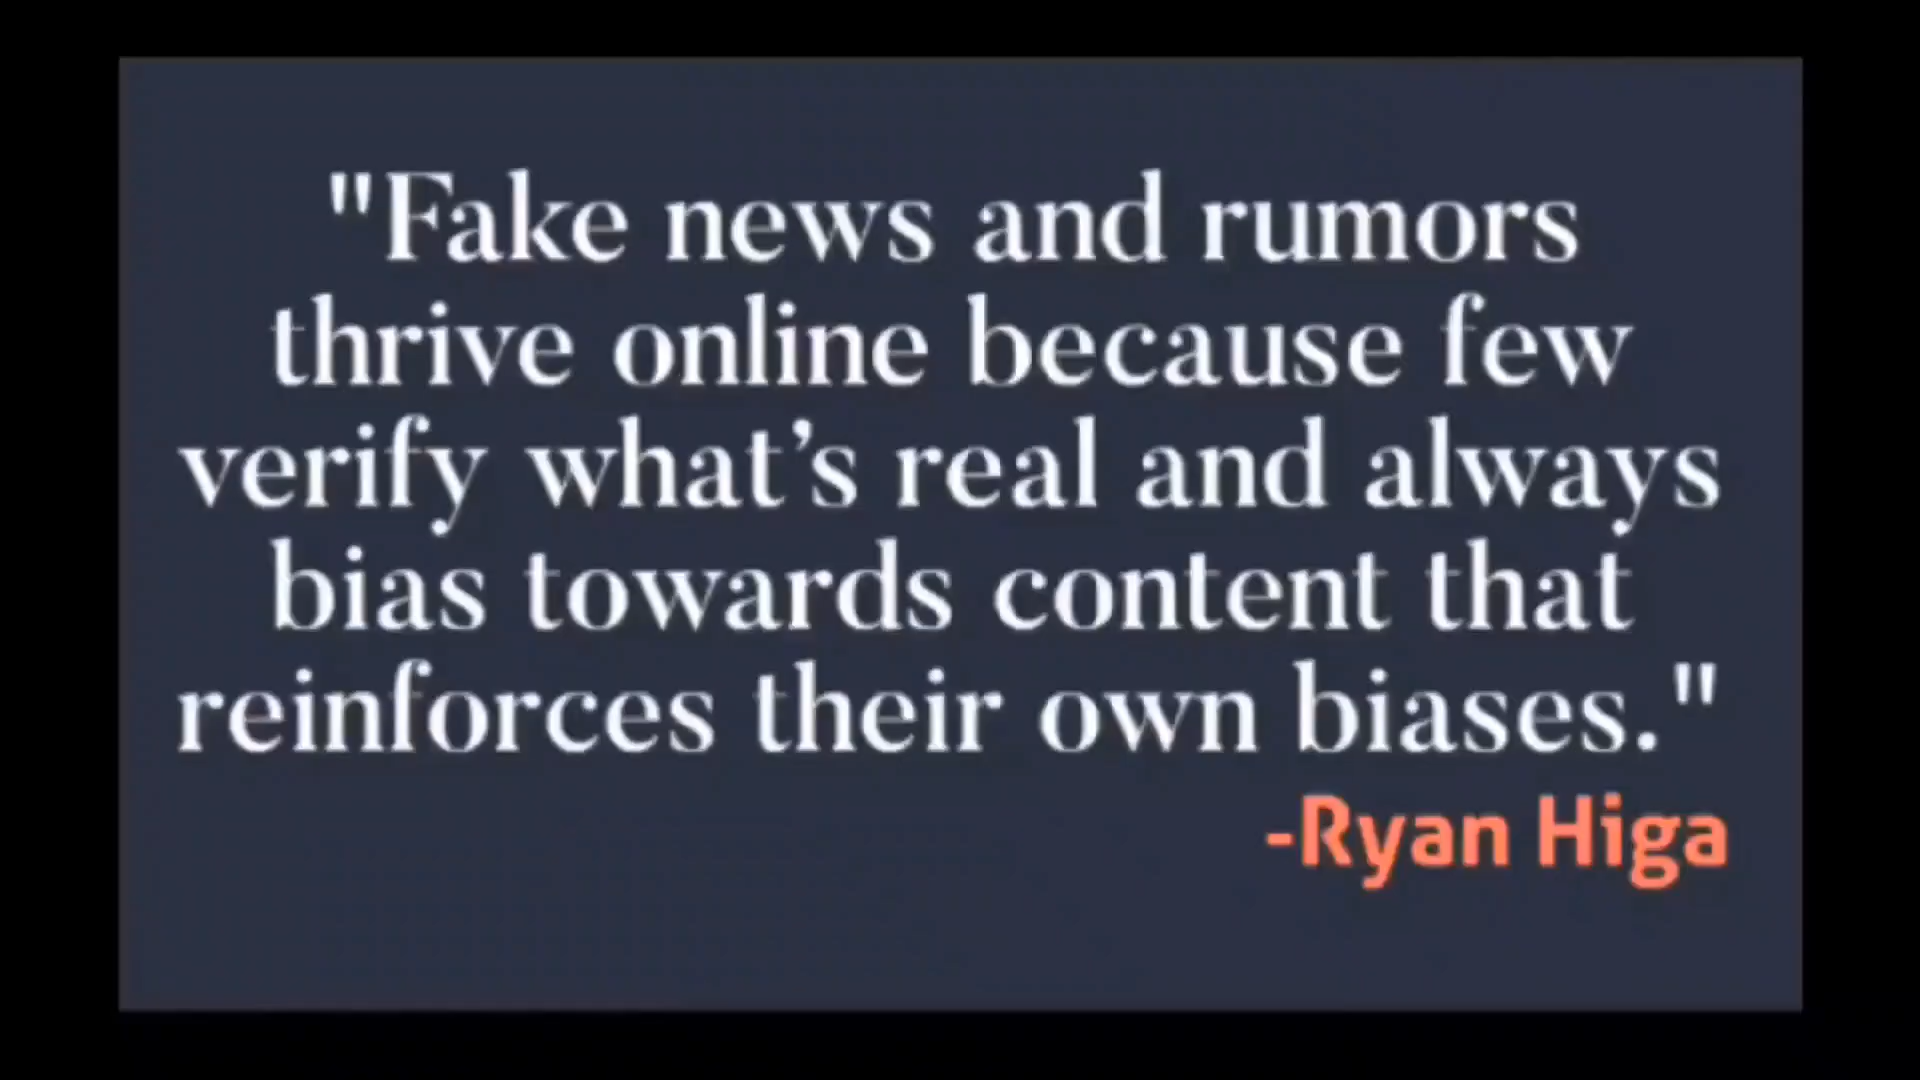 "Fake news and rumors
thrive online because few
verify what’s real and always
bias towards content that
reinforces their own biases."
-Ryan Higa